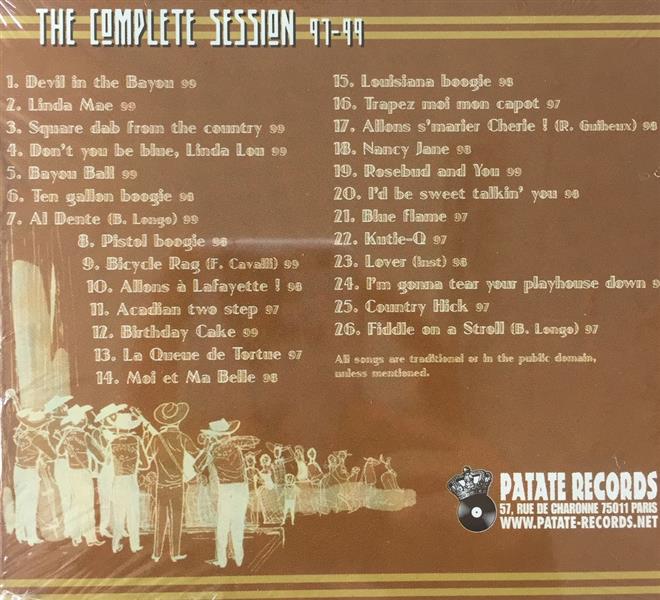 THE COMPLETE SESSION 97-99
1. Devil in the Bayou 99
2. Linda Mae 99
3. Square dab from the country 99
4. Don't you be blue, Linda Lou 99
5. Bayou Ball 99
6. Ten gallon boogie 98
7. Al Dente (B. Longo) 99
8. Pistol boogie 98
9. Bicycle Rag (F. Cavalli) 99
10. Allons à Lafayette ! 98
11. Acadian two step 97
12. Birthday Cake 99
13. La Queue de Tortue 97
14. Moi et Ma Belle 98
15. Louisiana boogie 98
16. Trapez moi mon capot 97
17. Allons s'marier Cherie ! (R. Guibeux) 98
18. Nancy Jane 98
19. Rosebud and You 99
20. I'd be sweet talkin' you 98
21. Blue flame 97
22. Kutie-Q 97
23. Lover (inst) 98
24. I'm gonna tear your playhouse down
25. Country Hick 97
26. Fiddle on a Stroll (B. Longo) 97
All songs are traditional or in the public domain,
unless mentioned.
PATATE RECORDS
57, RUE DE CHARONNE 75011 PARIS
WWW.PATATE-RECORDS.NET